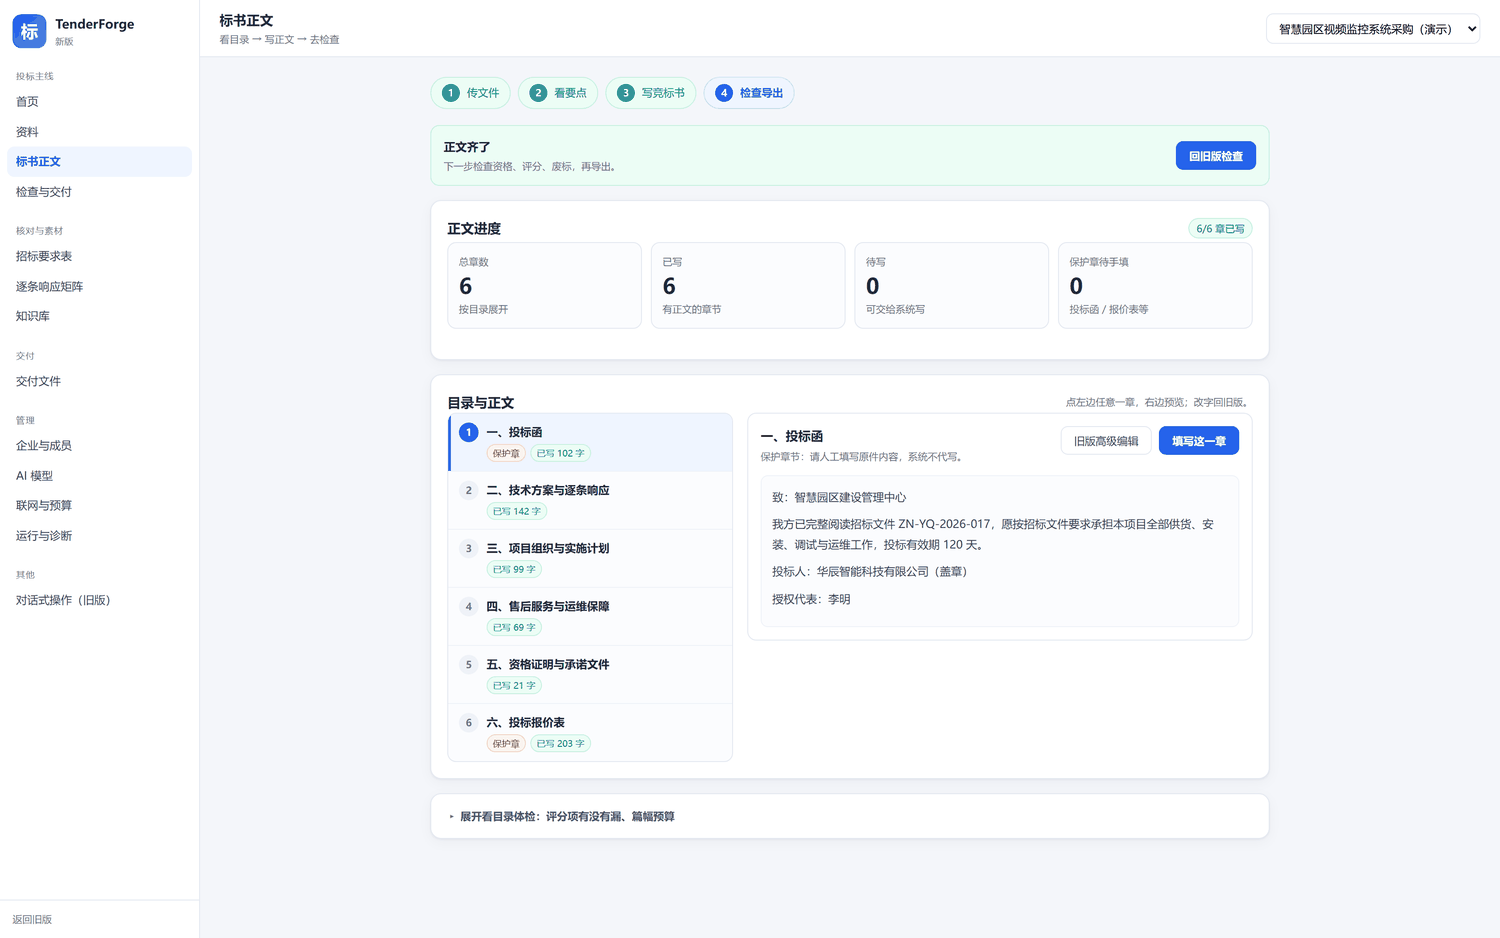 标
TenderForge
新版
投标主线
首页
资料
标书正文
检查与交付
核对与素材
招标要求表
逐条响应矩阵
知识库
交付
交付文件
管理
企业与成员
AI 模型
联网与预算
运行与诊断
其他
对话式操作（旧版）
返回旧版
标书正文
看目录 → 写正文 → 去检查
智慧园区视频监控系统采购（演示）
1 传文件
2 看要点
3 写竞标书
4 检查导出
正文齐了
下一步检查资格、评分、废标，再导出。
回旧版检查
正文进度
6/6 章已写
总章数
6
按目录展开
已写
6
有正文的章节
待写
0
可交给系统写
保护章待手填
0
投标函 / 报价表等
目录与正文
点左边任意一章，右边预览；改字回旧版。
1 一、投标函
保护章 已写 102 字
2 二、技术方案与逐条响应
已写 142 字
3 三、项目组织与实施计划
已写 99 字
4 四、售后服务与运维保障
已写 69 字
5 五、资格证明与承诺文件
已写 21 字
6 六、投标报价表
保护章 已写 203 字
一、投标函
保护章节：请人工填写原件内容，系统不代写。
旧版高级编辑
填写这一章
致：智慧园区建设管理中心
我方已完整阅读招标文件 ZN-YQ-2026-017，愿按招标文件要求承担本项目全部供货、安
装、调试与运维工作，投标有效期 120 天。
投标人：华辰智能科技有限公司（盖章）
授权代表：李明
展开看目录体检：评分项有没有漏、篇幅预算